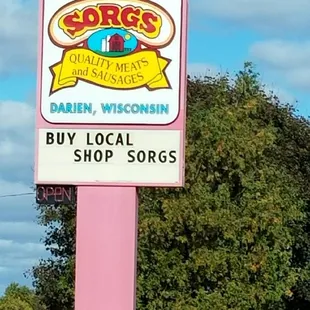 SORGS
QUALITY MEATS
and SAUSAGES
DARIEN, WISCONSIN
BUY LOCAL
SHOP SORGS
OPEN